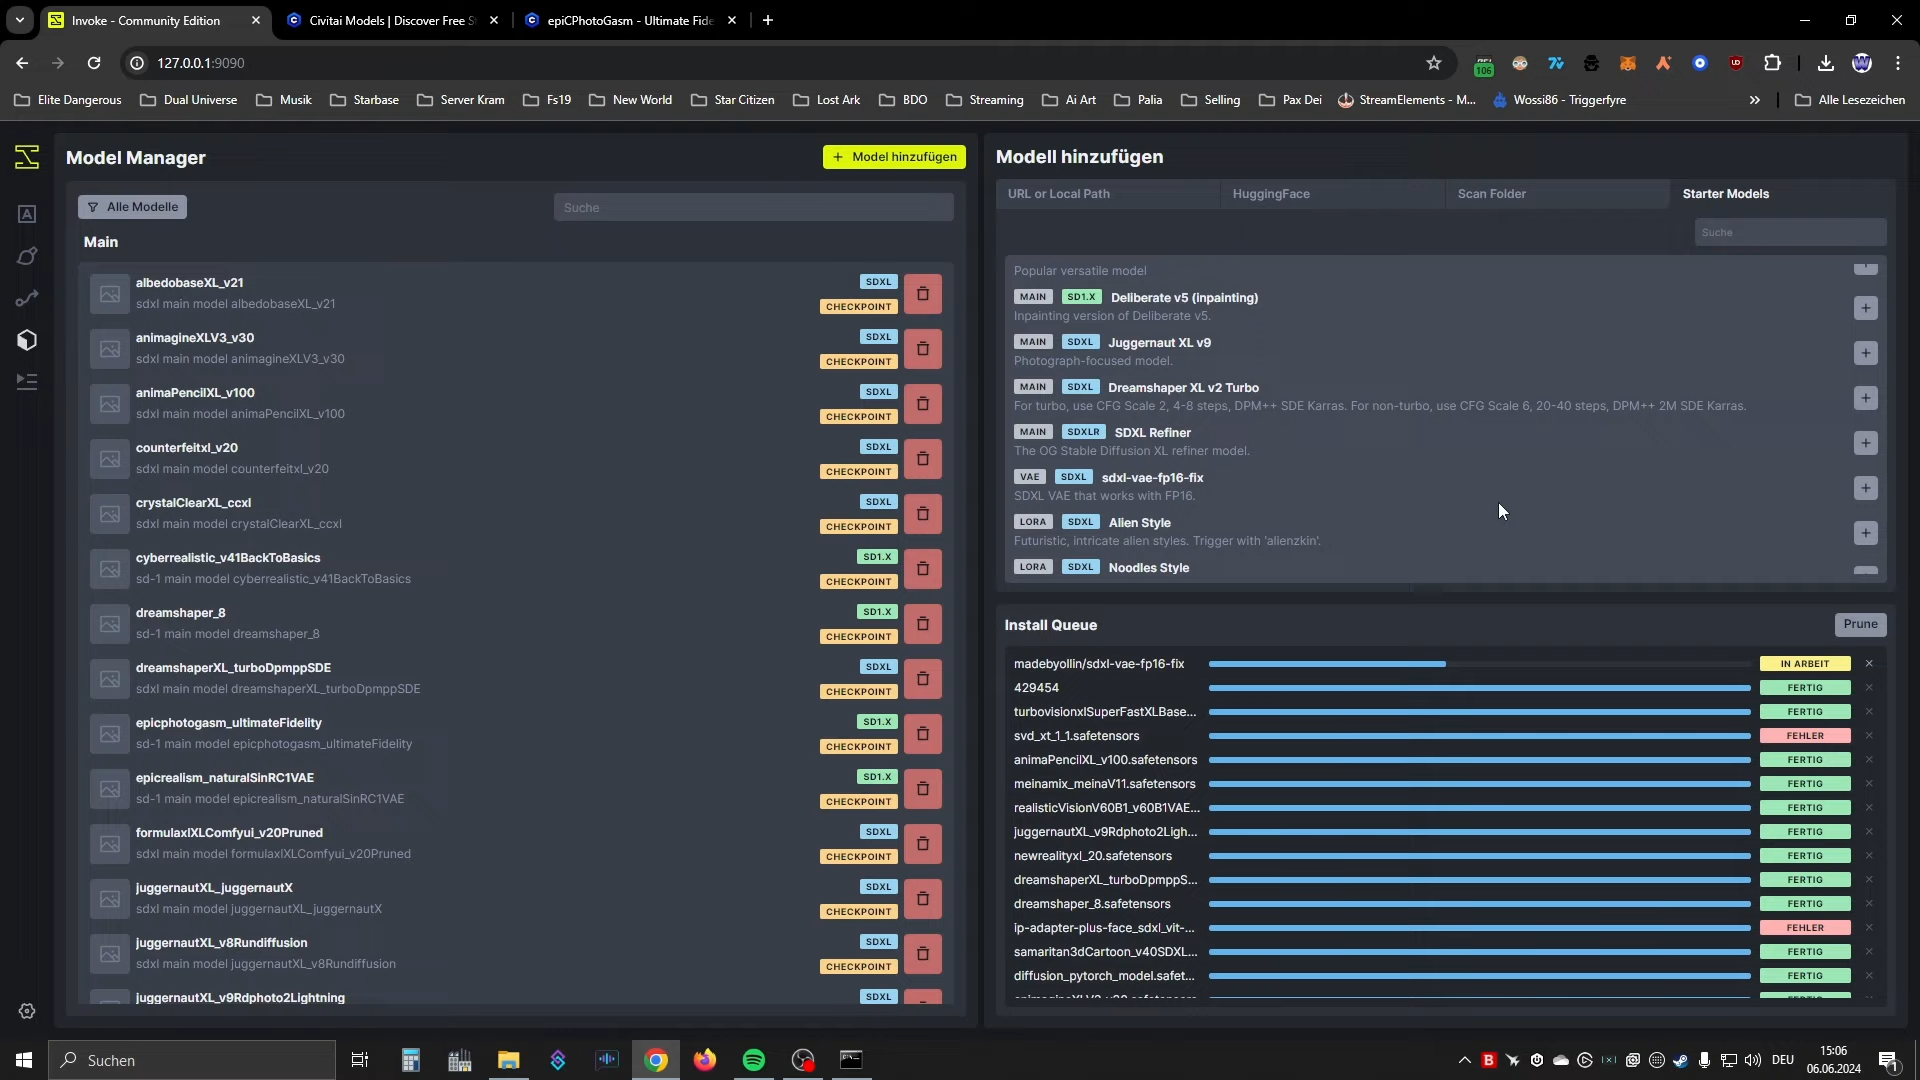 Invoke - Community Edition
Civitai Models | Discover Free S
epiCPhotoGasm - Ultimate Fide
127.0.0.1:9090
106
Elite Dangerous
Dual Universe
Musik
Starbase
Server Kram
Fs19
New World
Star Citizen
Lost Ark
BDO
Streaming
Ai Art
Palia
Selling
Pax Dei
StreamElements - M...
Wossi86 - Triggerfyre
Alle Lesezeichen
Model Manager
+ Model hinzufügen
Alle Modelle
Suche
Main
albedobaseXL_v21
SDXL
sdxl main model albedobaseXL_v21
CHECKPOINT
animagineXLV3_v30
SDXL
sdxl main model animagineXLV3_v30
CHECKPOINT
animaPencilXL_v100
SDXL
sdxl main model animaPencilXL_v100
CHECKPOINT
counterfeitxl_v20
SDXL
sdxl main model counterfeitxl_v20
CHECKPOINT
crystalClearXL_ccxl
SDXL
sdxl main model crystalClearXL_ccxl
CHECKPOINT
cyberrealistic_v41BackToBasics
SD1.X
sd-1 main model cyberrealistic_v41BackToBasics
CHECKPOINT
dreamshaper_8
SD1.X
sd-1 main model dreamshaper_8
CHECKPOINT
dreamshaperXL_turboDpmppSDE
SDXL
sdxl main model dreamshaperXL_turboDpmppSDE
CHECKPOINT
epicphotogasm_ultimateFidelity
SD1.X
sd-1 main model epicphotogasm_ultimateFidelity
CHECKPOINT
epicrealism_naturalSinRC1VAE
SD1.X
sd-1 main model epicrealism_naturalSinRC1VAE
CHECKPOINT
formulaxlXLComfyui_v20Pruned
SDXL
sdxl main model formulaxlXLComfyui_v20Pruned
CHECKPOINT
juggernautXL_juggernautX
SDXL
sdxl main model juggernautXL_juggernautX
CHECKPOINT
juggernautXL_v8Rundiffusion
SDXL
sdxl main model juggernautXL_v8Rundiffusion
CHECKPOINT
juggernautXL_v9Rdphoto2Lightning
SDXL
Modell hinzufügen
URL or Local Path
HuggingFace
Scan Folder
Starter Models
Suche
Popular versatile model
MAIN SD1.X Deliberate v5 (inpainting)
Inpainting version of Deliberate v5.
MAIN SDXL Juggernaut XL v9
Photograph-focused model.
MAIN SDXL Dreamshaper XL v2 Turbo
For turbo, use CFG Scale 2, 4-8 steps, DPM++ SDE Karras. For non-turbo, use CFG Scale 6, 20-40 steps, DPM++ 2M SDE Karras.
MAIN SDXLR SDXL Refiner
The OG Stable Diffusion XL refiner model.
VAE SDXL sdxl-vae-fp16-fix
SDXL VAE that works with FP16.
LORA SDXL Alien Style
Futuristic, intricate alien styles. Trigger with 'alienzkin'.
LORA SDXL Noodles Style
Install Queue
Prune
madebyollin/sdxl-vae-fp16-fix IN ARBEIT
429454 FERTIG
turbovisionxlSuperFastXLBase... FERTIG
svd_xt_1_1.safetensors FEHLER
animaPencilXL_v100.safetensors FERTIG
meinamix_meinaV11.safetensors FERTIG
realisticVisionV60B1_v60B1VAE... FERTIG
juggernautXL_v9Rdphoto2Ligh... FERTIG
newrealityxl_20.safetensors FERTIG
dreamshaperXL_turboDpmppS... FERTIG
dreamshaper_8.safetensors FERTIG
ip-adapter-plus-face_sdxl_vit-... FEHLER
samaritan3dCartoon_v40SDXL... FERTIG
diffusion_pytorch_model.safet... FERTIG
Suchen
DEU
15:06
06.06.2024
1